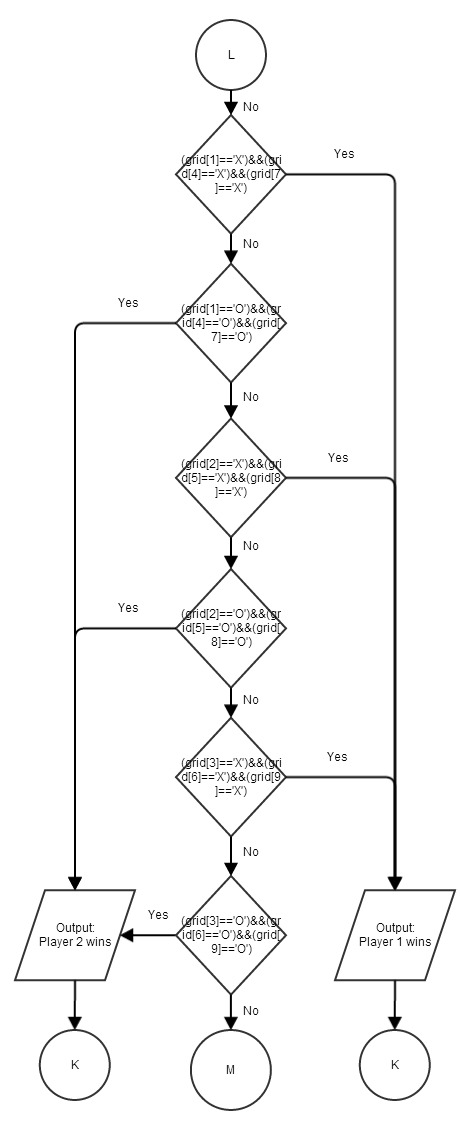 L
No
(grid[1]=='X')&&(gri
d[4]=='X')&&(grid[7
]=='X')
Yes
No
Yes
(grid[1]=='O')&&(gr
id[4]=='O')&&(grid[
7]=='O')
No
(grid[2]=='X')&&(gri
d[5]=='X')&&(grid[8
]=='X')
Yes
No
Yes
(grid[2]=='O')&&(gr
id[5]=='O')&&(grid[
8]=='O')
No
(grid[3]=='X')&&(gri
d[6]=='X')&&(grid[9
]=='X')
Yes
No
Yes
(grid[3]=='O')&&(gr
id[6]=='O')&&(grid[
9]=='O')
Output:
Player 2 wins
Output:
Player 1 wins
No
K
M
K